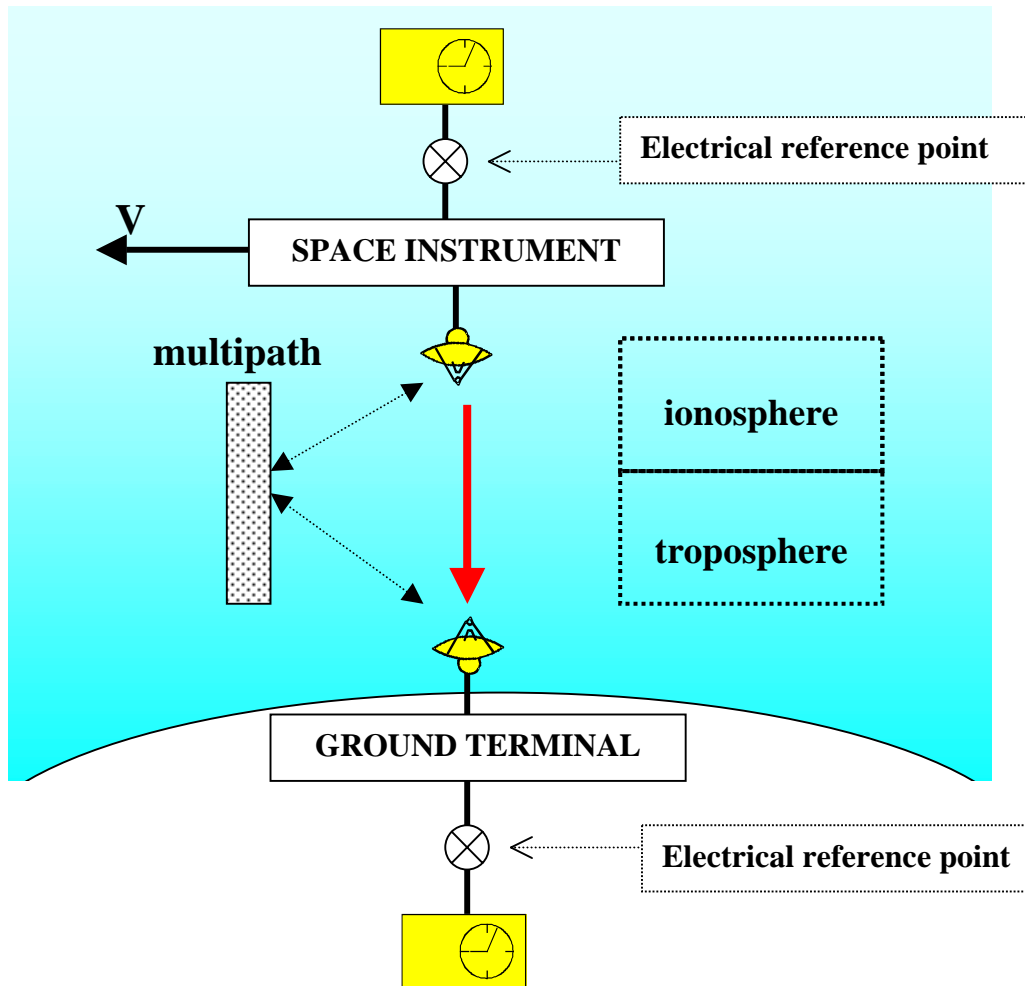 Electrical reference point
V
SPACE INSTRUMENT
multipath
ionosphere
troposphere
GROUND TERMINAL
Electrical reference point